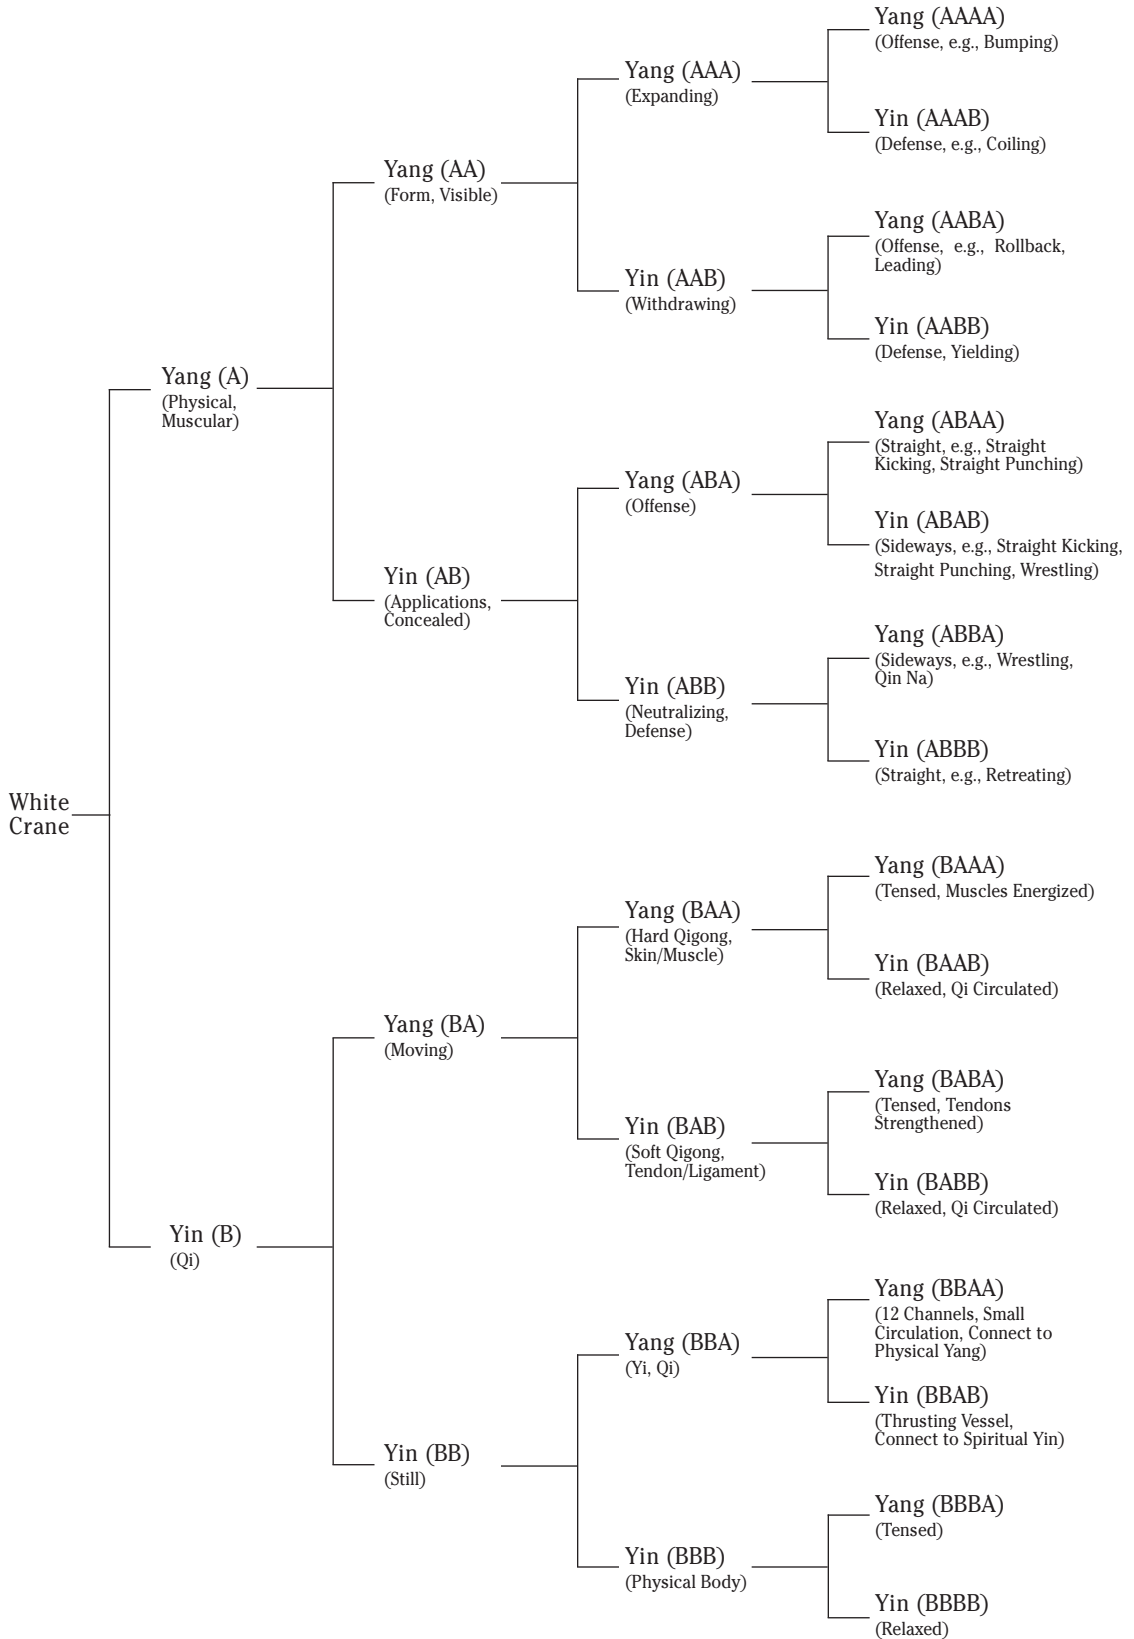 Yang (AAAA)
(Offense, e.g., Bumping)
Yang (AAA)
(Expanding)
Yin (AAAB)
(Defense, e.g., Coiling)
Yang (AA)
(Form, Visible)
Yang (AABA)
(Offense, e.g., Rollback,
Leading)
Yin (AAB)
(Withdrawing)
Yin (AABB)
(Defense, Yielding)
Yang (A)
(Physical,
Muscular)
Yang (ABAA)
(Straight, e.g., Straight
Kicking, Straight Punching)
Yang (ABA)
(Offense)
Yin (ABAB)
(Sideways, e.g., Straight Kicking,
Straight Punching, Wrestling)
Yin (AB)
(Applications,
Concealed)
Yang (ABBA)
(Sideways, e.g., Wrestling,
Qin Na)
Yin (ABB)
(Neutralizing,
Defense)
Yin (ABBB)
(Straight, e.g., Retreating)
White
Crane
Yang (BAAA)
(Tensed, Muscles Energized)
Yang (BAA)
(Hard Qigong,
Skin/Muscle)
Yin (BAAB)
(Relaxed, Qi Circulated)
Yang (BA)
(Moving)
Yang (BABA)
(Tensed, Tendons
Strengthened)
Yin (BAB)
(Soft Qigong,
Tendon/Ligament)
Yin (BABB)
(Relaxed, Qi Circulated)
Yin (B)
(Qi)
Yang (BBAA)
(12 Channels, Small
Circulation, Connect to
Physical Yang)
Yang (BBA)
(Yi, Qi)
Yin (BBAB)
(Thrusting Vessel,
Connect to Spiritual Yin)
Yin (BB)
(Still)
Yang (BBBA)
(Tensed)
Yin (BBB)
(Physical Body)
Yin (BBBB)
(Relaxed)